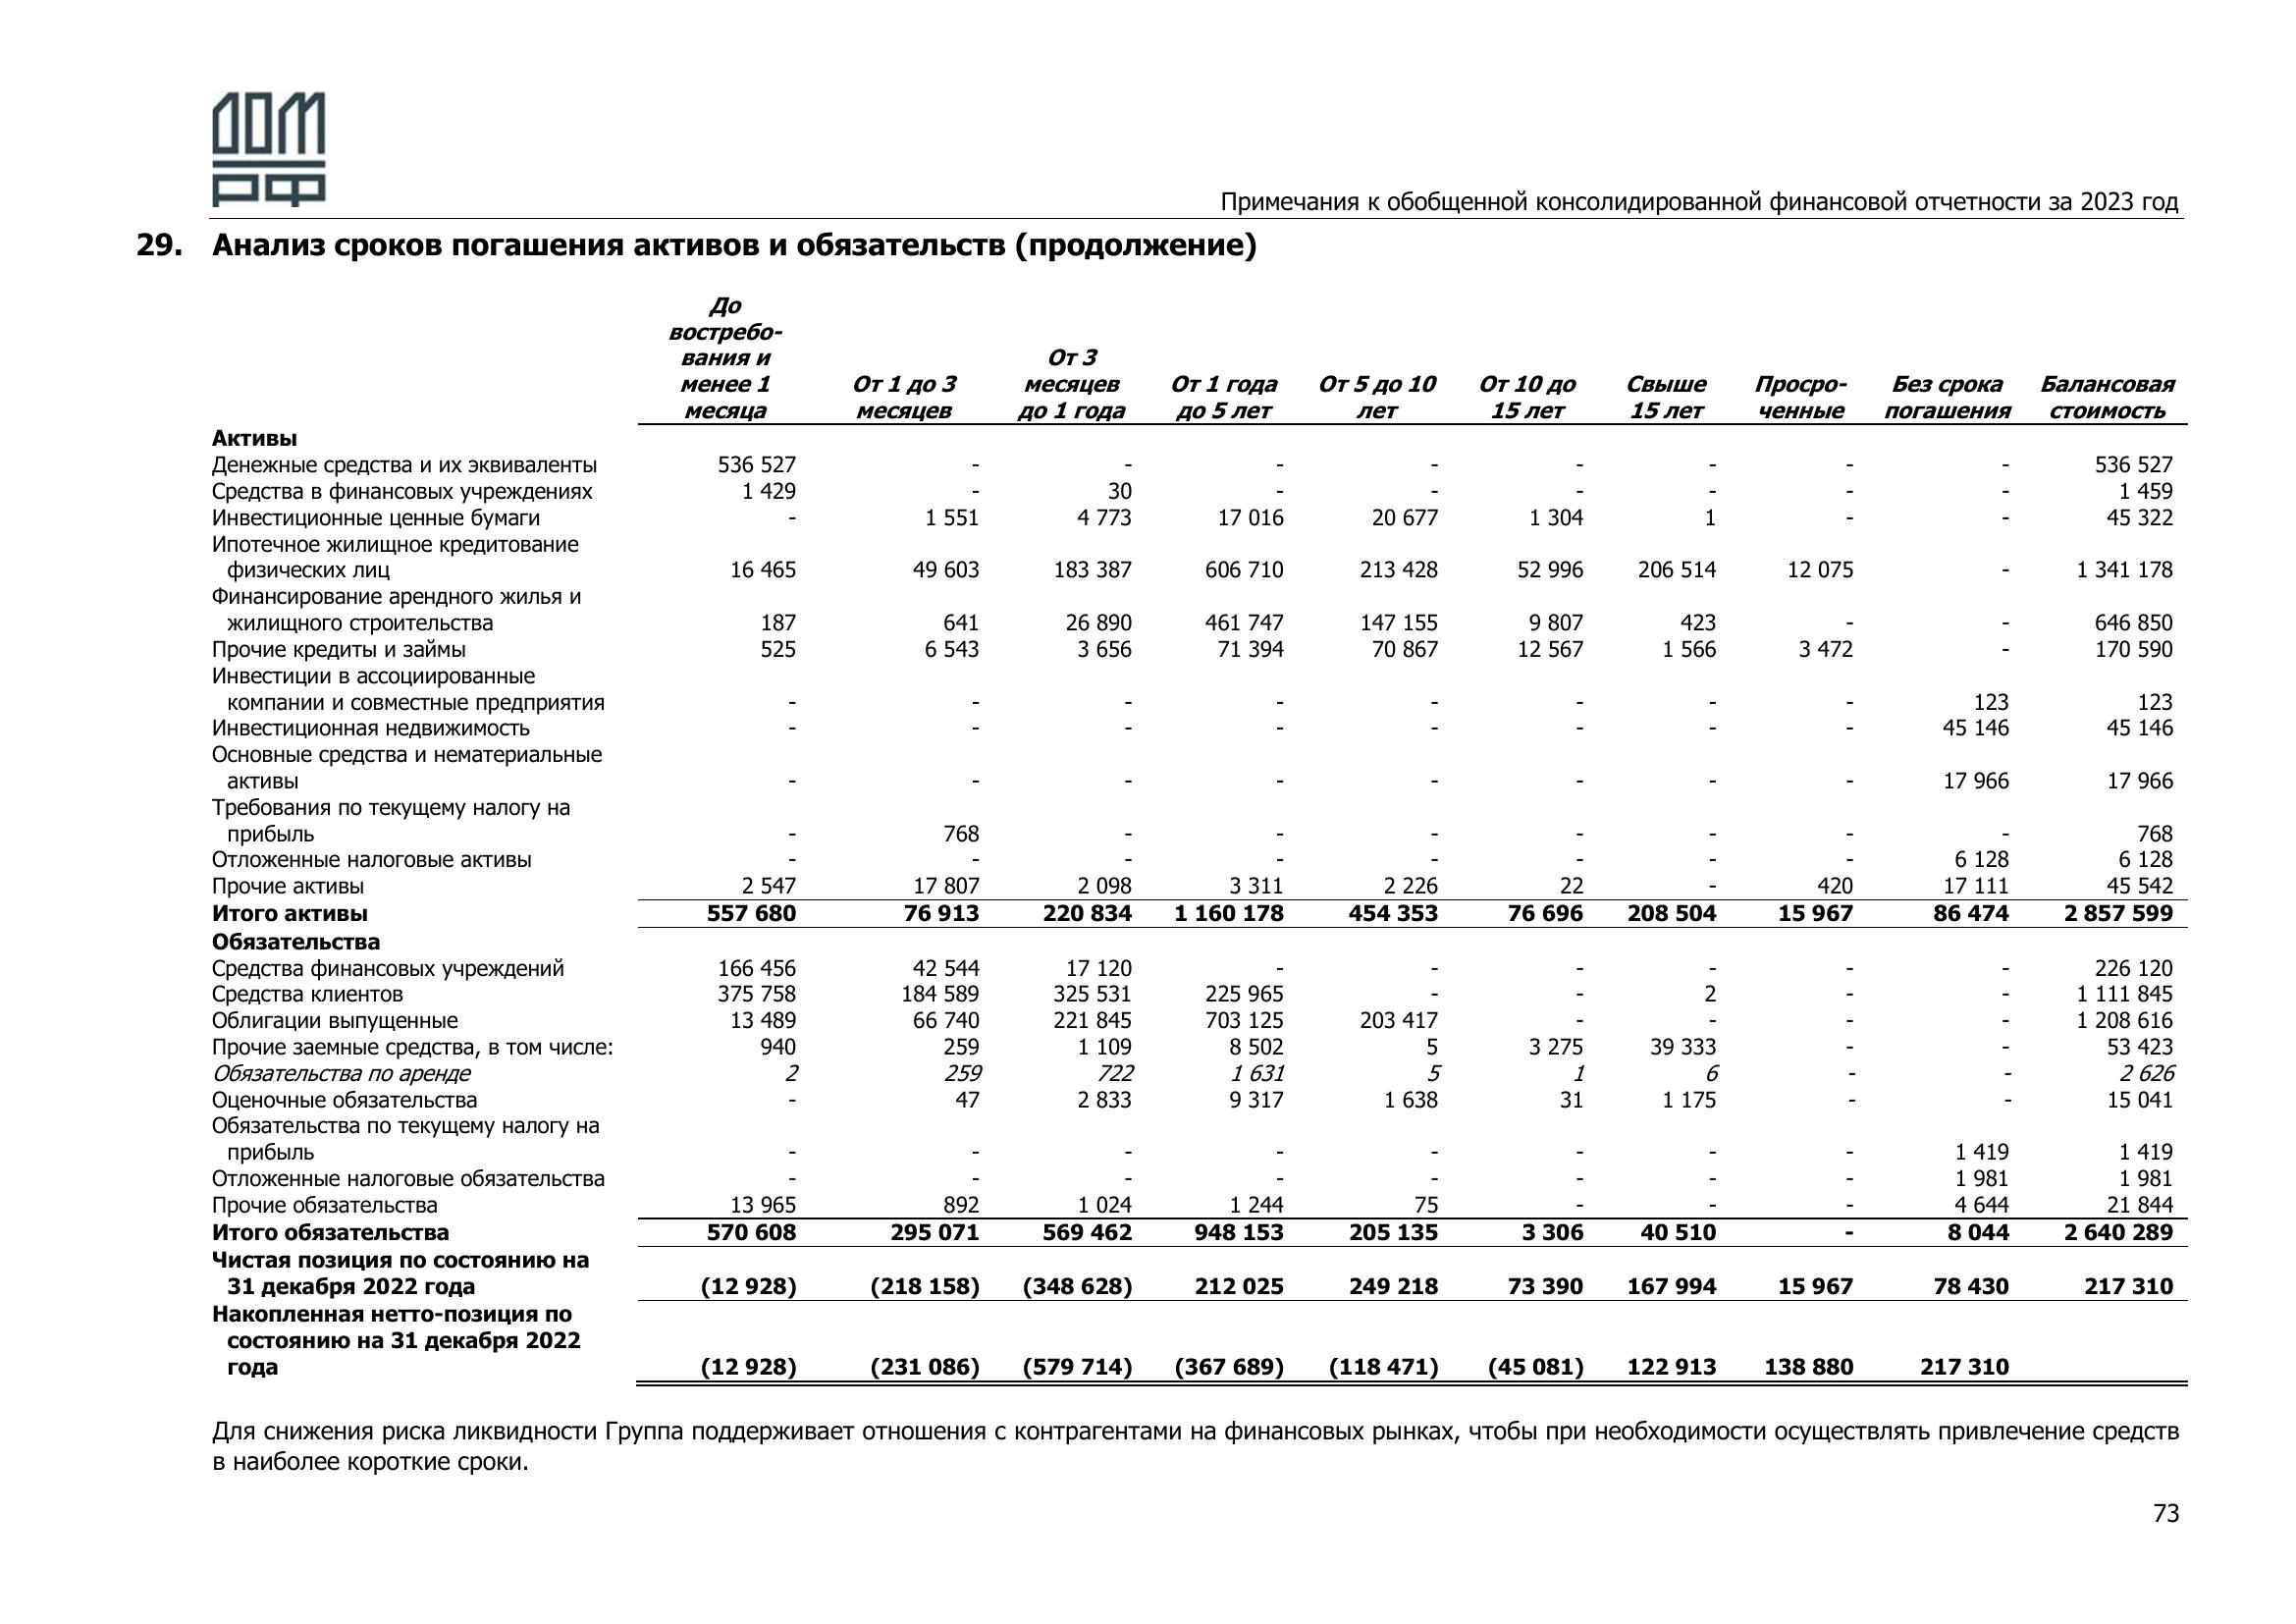 ДОМ
РФ
Примечания к обобщенной консолидированной финансовой отчетности за 2023 год
29. Анализ сроков погашения активов и обязательств (продолжение)
До востребо-вания и менее 1 месяца От 1 до 3 месяцев От 3 месяцев до 1 года От 1 года до 5 лет От 5 до 10 лет От 10 до 15 лет Свыше 15 лет Просро-ченные Без срока погашения Балансовая стоимость
Активы
Денежные средства и их эквиваленты 536 527 - - - - - - - - 536 527
Средства в финансовых учреждениях 1 429 - 30 - - - - - - 1 459
Инвестиционные ценные бумаги - 1 551 4 773 17 016 20 677 1 304 1 - - 45 322
Ипотечное жилищное кредитование
физических лиц 16 465 49 603 183 387 606 710 213 428 52 996 206 514 12 075 - 1 341 178
Финансирование арендного жилья и
жилищного строительства 187 641 26 890 461 747 147 155 9 807 423 - - 646 850
Прочие кредиты и займы 525 6 543 3 656 71 394 70 867 12 567 1 566 3 472 - 170 590
Инвестиции в ассоциированные
компании и совместные предприятия - - - - - - - - 123 123
Инвестиционная недвижимость - - - - - - - - 45 146 45 146
Основные средства и нематериальные
активы - - - - - - - - 17 966 17 966
Требования по текущему налогу на
прибыль - 768 - - - - - - - 768
Отложенные налоговые активы - - - - - - - - 6 128 6 128
Прочие активы 2 547 17 807 2 098 3 311 2 226 22 - 420 17 111 45 542
Итого активы 557 680 76 913 220 834 1 160 178 454 353 76 696 208 504 15 967 86 474 2 857 599
Обязательства
Средства финансовых учреждений 166 456 42 544 17 120 - - - - - - 226 120
Средства клиентов 375 758 184 589 325 531 225 965 - - 2 - - 1 111 845
Облигации выпущенные 13 489 66 740 221 845 703 125 203 417 - - - - 1 208 616
Прочие заемные средства, в том числе: 940 259 1 109 8 502 5 3 275 39 333 - - 53 423
Обязательства по аренде 2 259 722 1 631 5 1 6 - - 2 626
Оценочные обязательства - 47 2 833 9 317 1 638 31 1 175 - - 15 041
Обязательства по текущему налогу на
прибыль - - - - - - - - 1 419 1 419
Отложенные налоговые обязательства - - - - - - - - 1 981 1 981
Прочие обязательства 13 965 892 1 024 1 244 75 - - - 4 644 21 844
Итого обязательства 570 608 295 071 569 462 948 153 205 135 3 306 40 510 - 8 044 2 640 289
Чистая позиция по состоянию на
31 декабря 2022 года (12 928) (218 158) (348 628) 212 025 249 218 73 390 167 994 15 967 78 430 217 310
Накопленная нетто-позиция по
состоянию на 31 декабря 2022
года (12 928) (231 086) (579 714) (367 689) (118 471) (45 081) 122 913 138 880 217 310
Для снижения риска ликвидности Группа поддерживает отношения с контрагентами на финансовых рынках, чтобы при необходимости осуществлять привлечение средств
в наиболее короткие сроки.
73